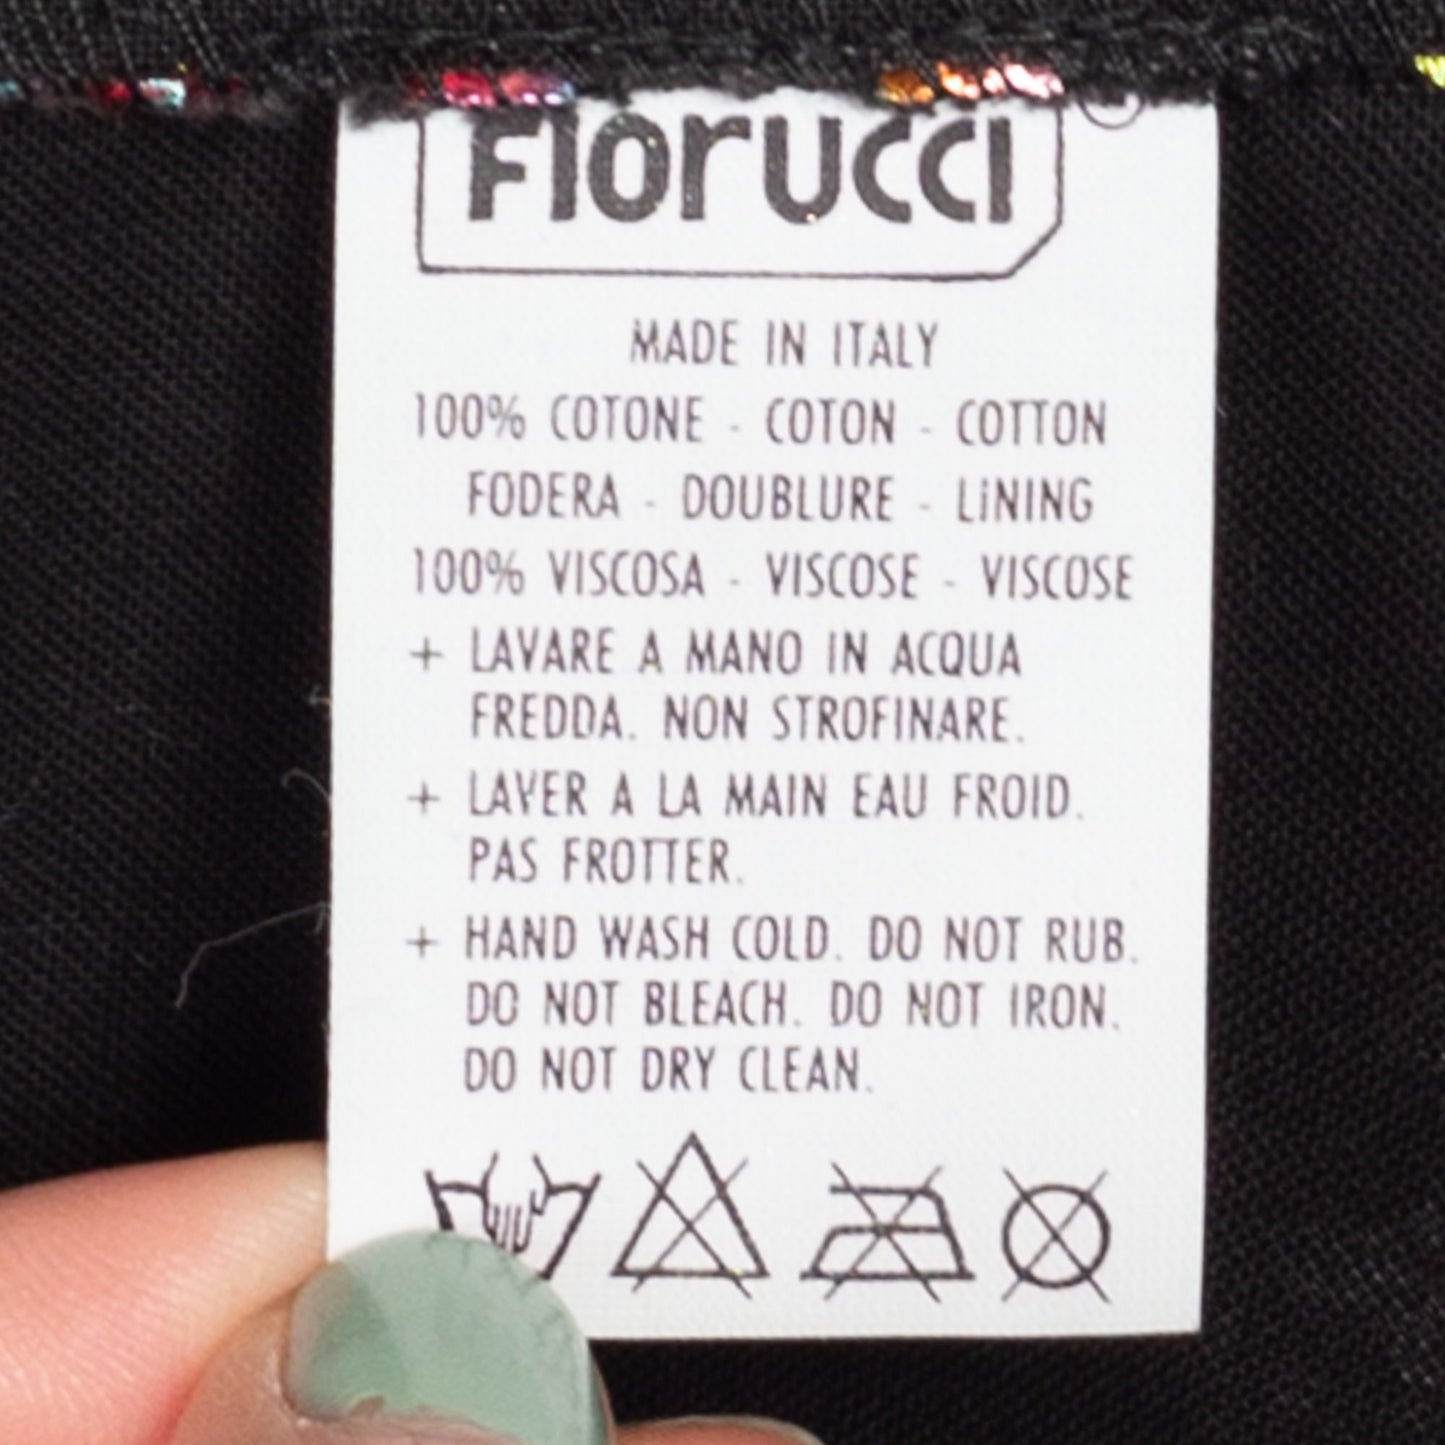 FIORUCCI
MADE IN ITALY
100% COTONE - COTON - COTTON
FODERA - DOUBLURE - LiNING
100% VISCOSA - VISCOSE - VISCOSE
+ LAVARE A MANO IN ACQUA
FREDDA. NON STROFINARE.
+ LAVER A LA MAIN EAU FROID.
PAS FROTTER.
+ HAND WASH COLD. DO NOT RUB.
DO NOT BLEACH. DO NOT IRON.
DO NOT DRY CLEAN.